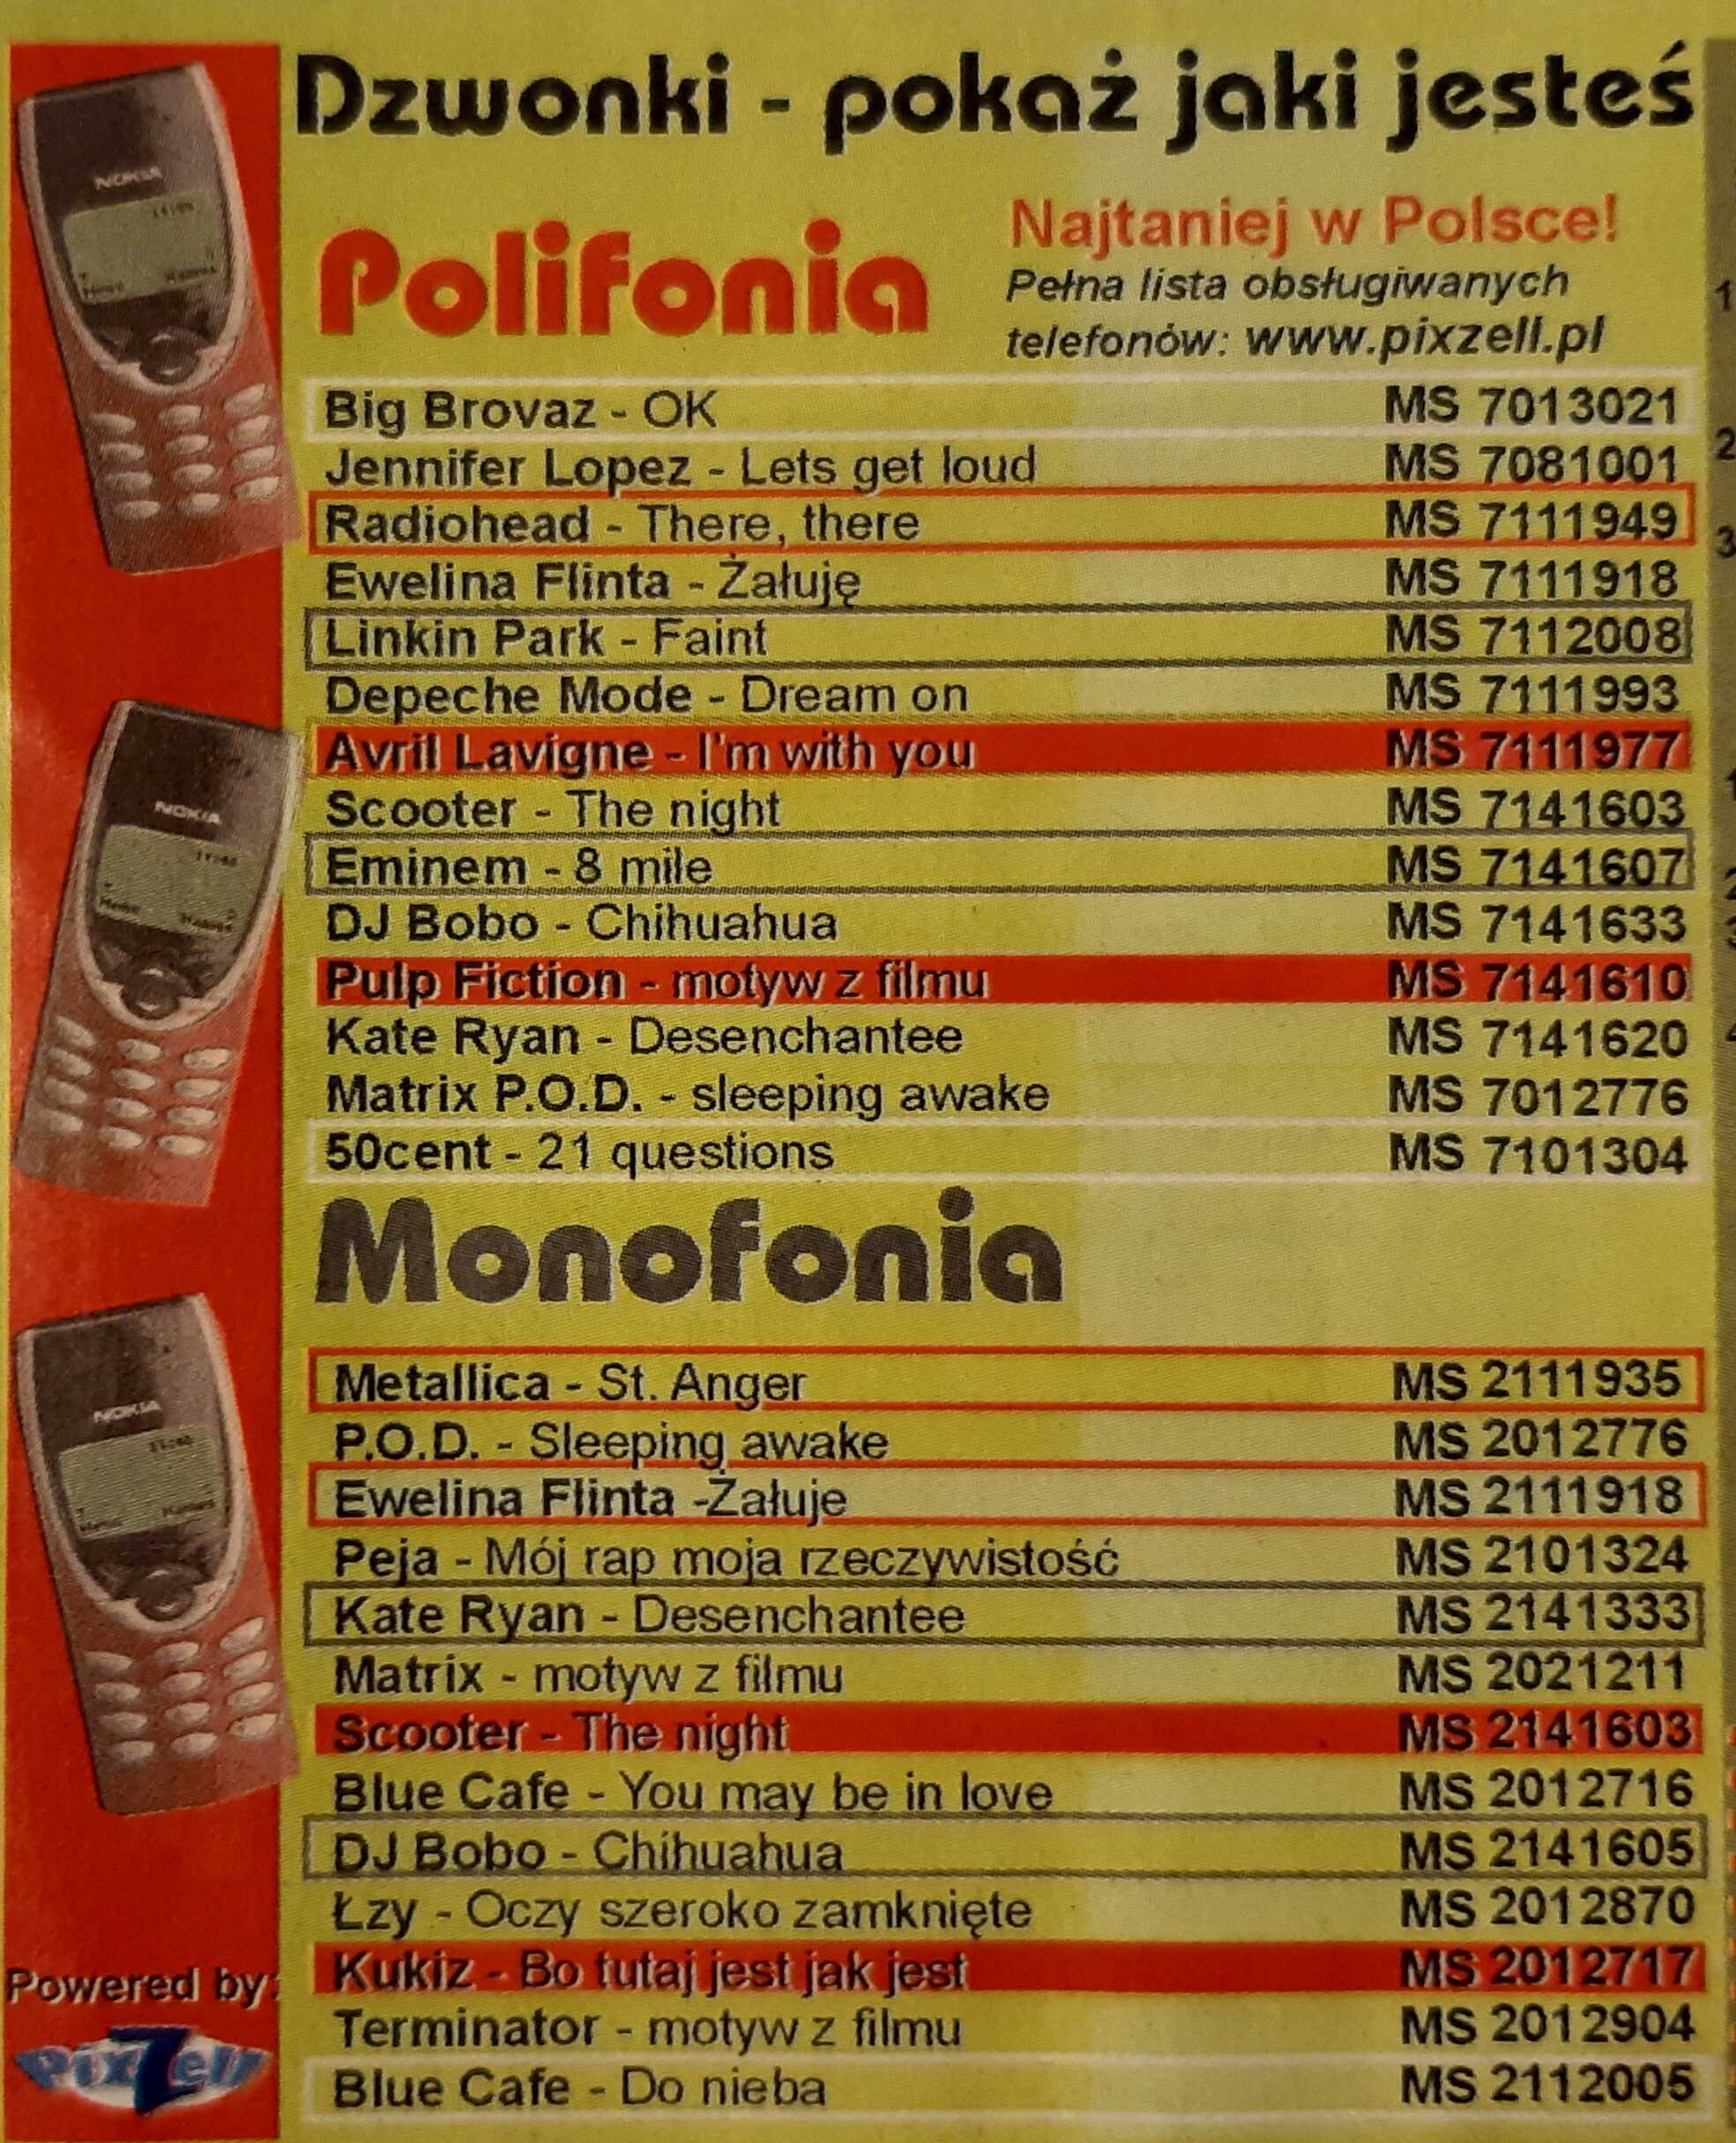 Dzwonki - pokaż jaki jesteś
Polifonia
Najtaniej w Polsce!
Pełna lista obsługiwanych
telefonów: www.pixzell.pl
Big Brovaz - OK MS 7013021
Jennifer Lopez - Lets get loud MS 7081001
Radiohead - There, there MS 7111949
Ewelina Flinta - Żałuję MS 7111918
Linkin Park - Faint MS 7112008
Depeche Mode - Dream on MS 7111993
Avril Lavigne - I'm with you MS 7111977
Scooter - The night MS 7141603
Eminem - 8 mile MS 7141607
DJ Bobo - Chihuahua MS 7141633
Pulp Fiction - motyw z filmu MS 7141610
Kate Ryan - Desenchantee MS 7141620
Matrix P.O.D. - sleeping awake MS 7012776
50cent - 21 questions MS 7101304
Monofonia
Metallica - St. Anger MS 2111935
P.O.D. - Sleeping awake MS 2012776
Ewelina Flinta -Żałuje MS 2111918
Peja - Mój rap moja rzeczywistość MS 2101324
Kate Ryan - Desenchantee MS 2141333
Matrix - motyw z filmu MS 2021211
Scooter - The night MS 2141603
Blue Cafe - You may be in love MS 2012716
DJ Bobo - Chihuahua MS 2141605
Łzy - Oczy szeroko zamknięte MS 2012870
Kukiz - Bo tutaj jest jak jest MS 2012717
Terminator - motyw z filmu MS 2012904
Blue Cafe - Do nieba MS 2112005
Powered by:
PixZell
NOKIA
NOKIA
NOKIA